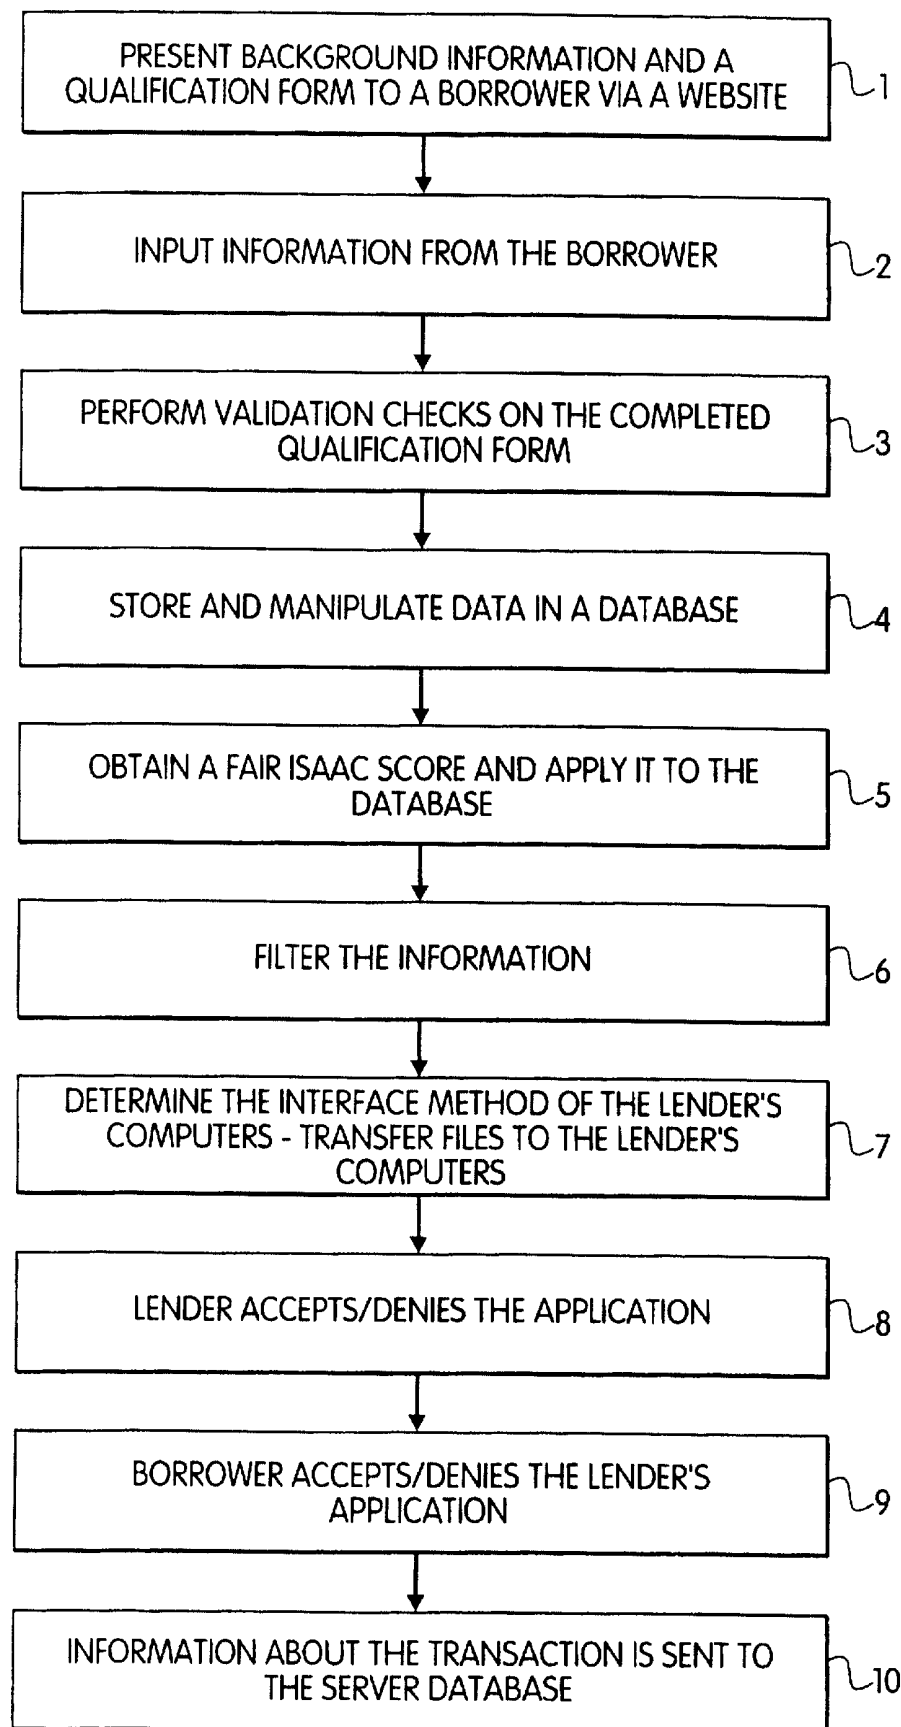 PRESENT BACKGROUND INFORMATION AND A
QUALIFICATION FORM TO A BORROWER VIA A WEBSITE
1
INPUT INFORMATION FROM THE BORROWER
2
PERFORM VALIDATION CHECKS ON THE COMPLETED
QUALIFICATION FORM
3
STORE AND MANIPULATE DATA IN A DATABASE
4
OBTAIN A FAIR ISAAC SCORE AND APPLY IT TO THE
DATABASE
5
FILTER THE INFORMATION
6
DETERMINE THE INTERFACE METHOD OF THE LENDER'S
COMPUTERS - TRANSFER FILES TO THE LENDER'S
COMPUTERS
7
LENDER ACCEPTS/DENIES THE APPLICATION
8
BORROWER ACCEPTS/DENIES THE LENDER'S
APPLICATION
9
INFORMATION ABOUT THE TRANSACTION IS SENT TO
THE SERVER DATABASE
10